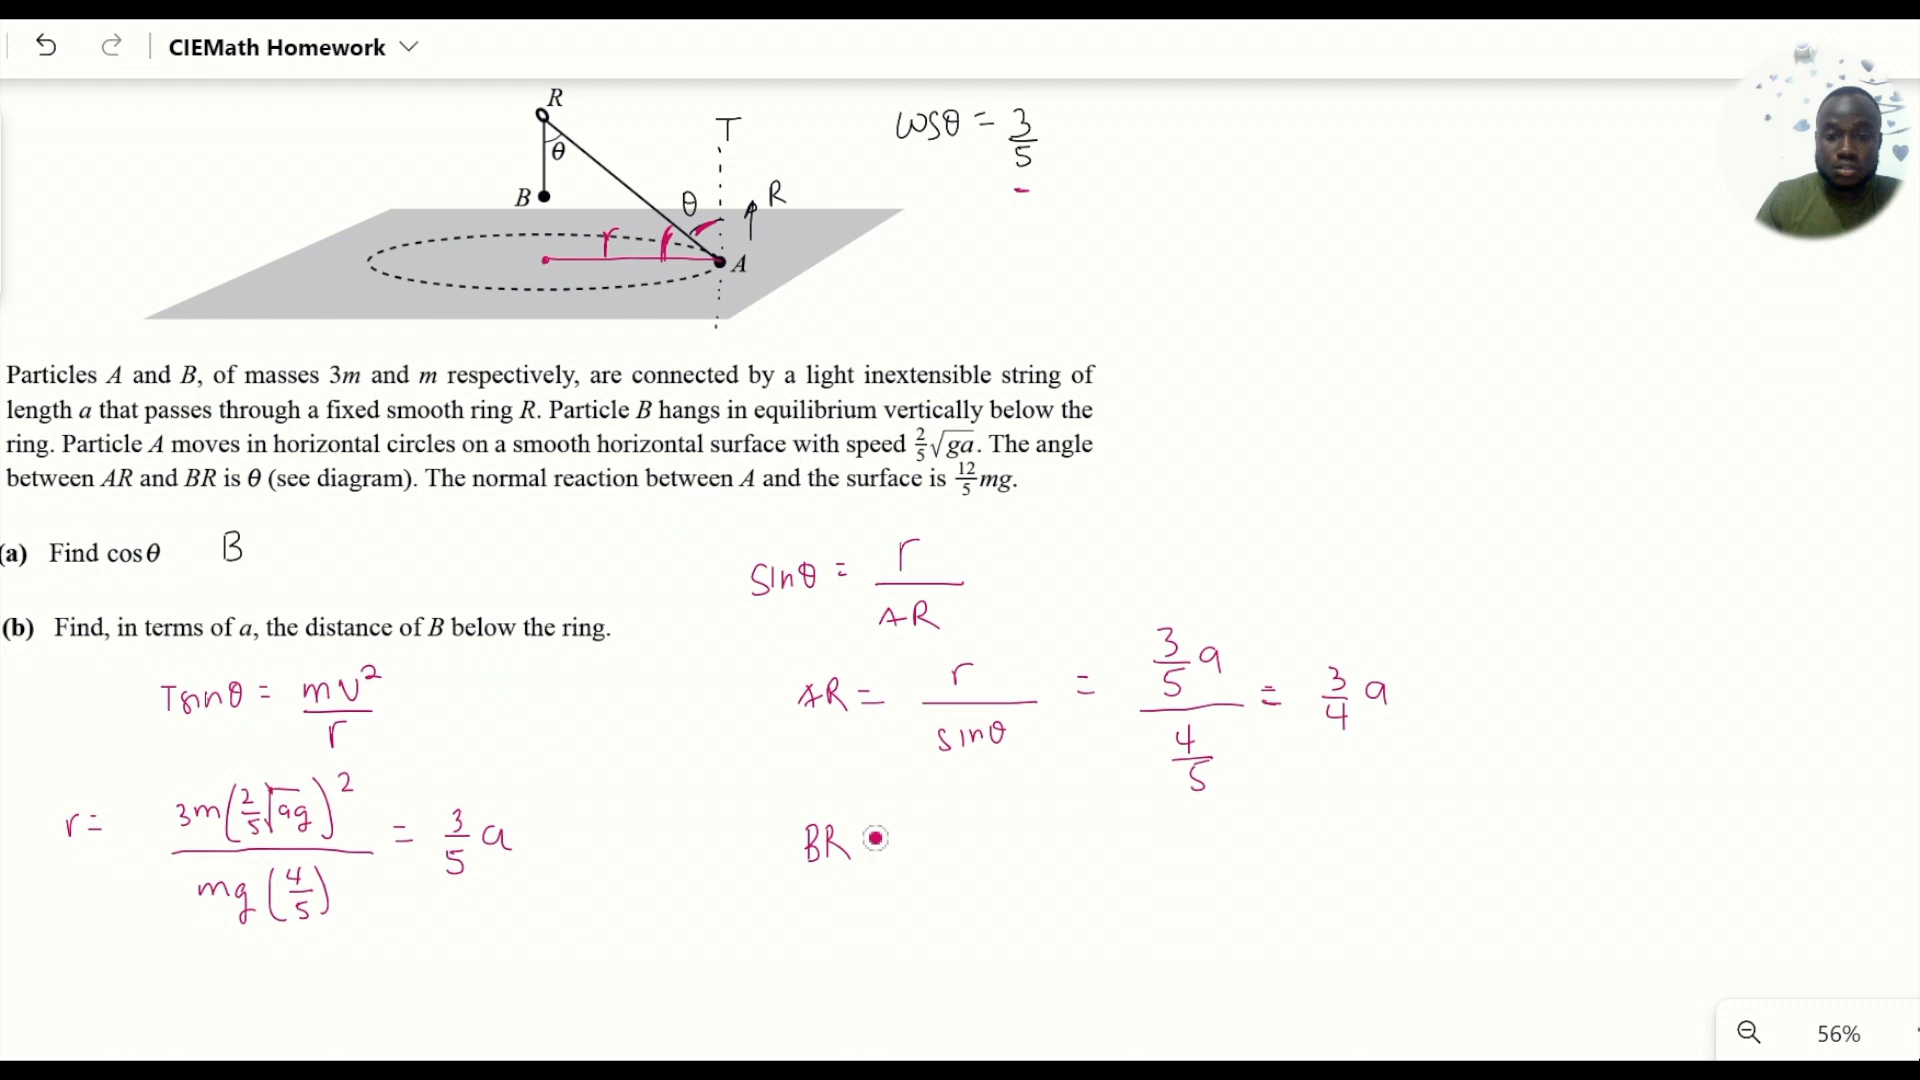 CIEMath Homework
R
θ
B
T
θ
R
r
A
cosθ = 3/5
Particles A and B, of masses 3m and m respectively, are connected by a light inextensible string of
length a that passes through a fixed smooth ring R. Particle B hangs in equilibrium vertically below the
ring. Particle A moves in horizontal circles on a smooth horizontal surface with speed 2/5 √ga. The angle
between AR and BR is θ (see diagram). The normal reaction between A and the surface is 12/5 mg.
(a) Find cosθ B
(b) Find, in terms of a, the distance of B below the ring.
Tsinθ = mv²/r
r = 3m(2/5 √ag)² / mg(4/5) = 3/5 a
sinθ = r/AR
AR = r/sinθ = (3/5 a)/(4/5) = 3/4 a
BR
56%